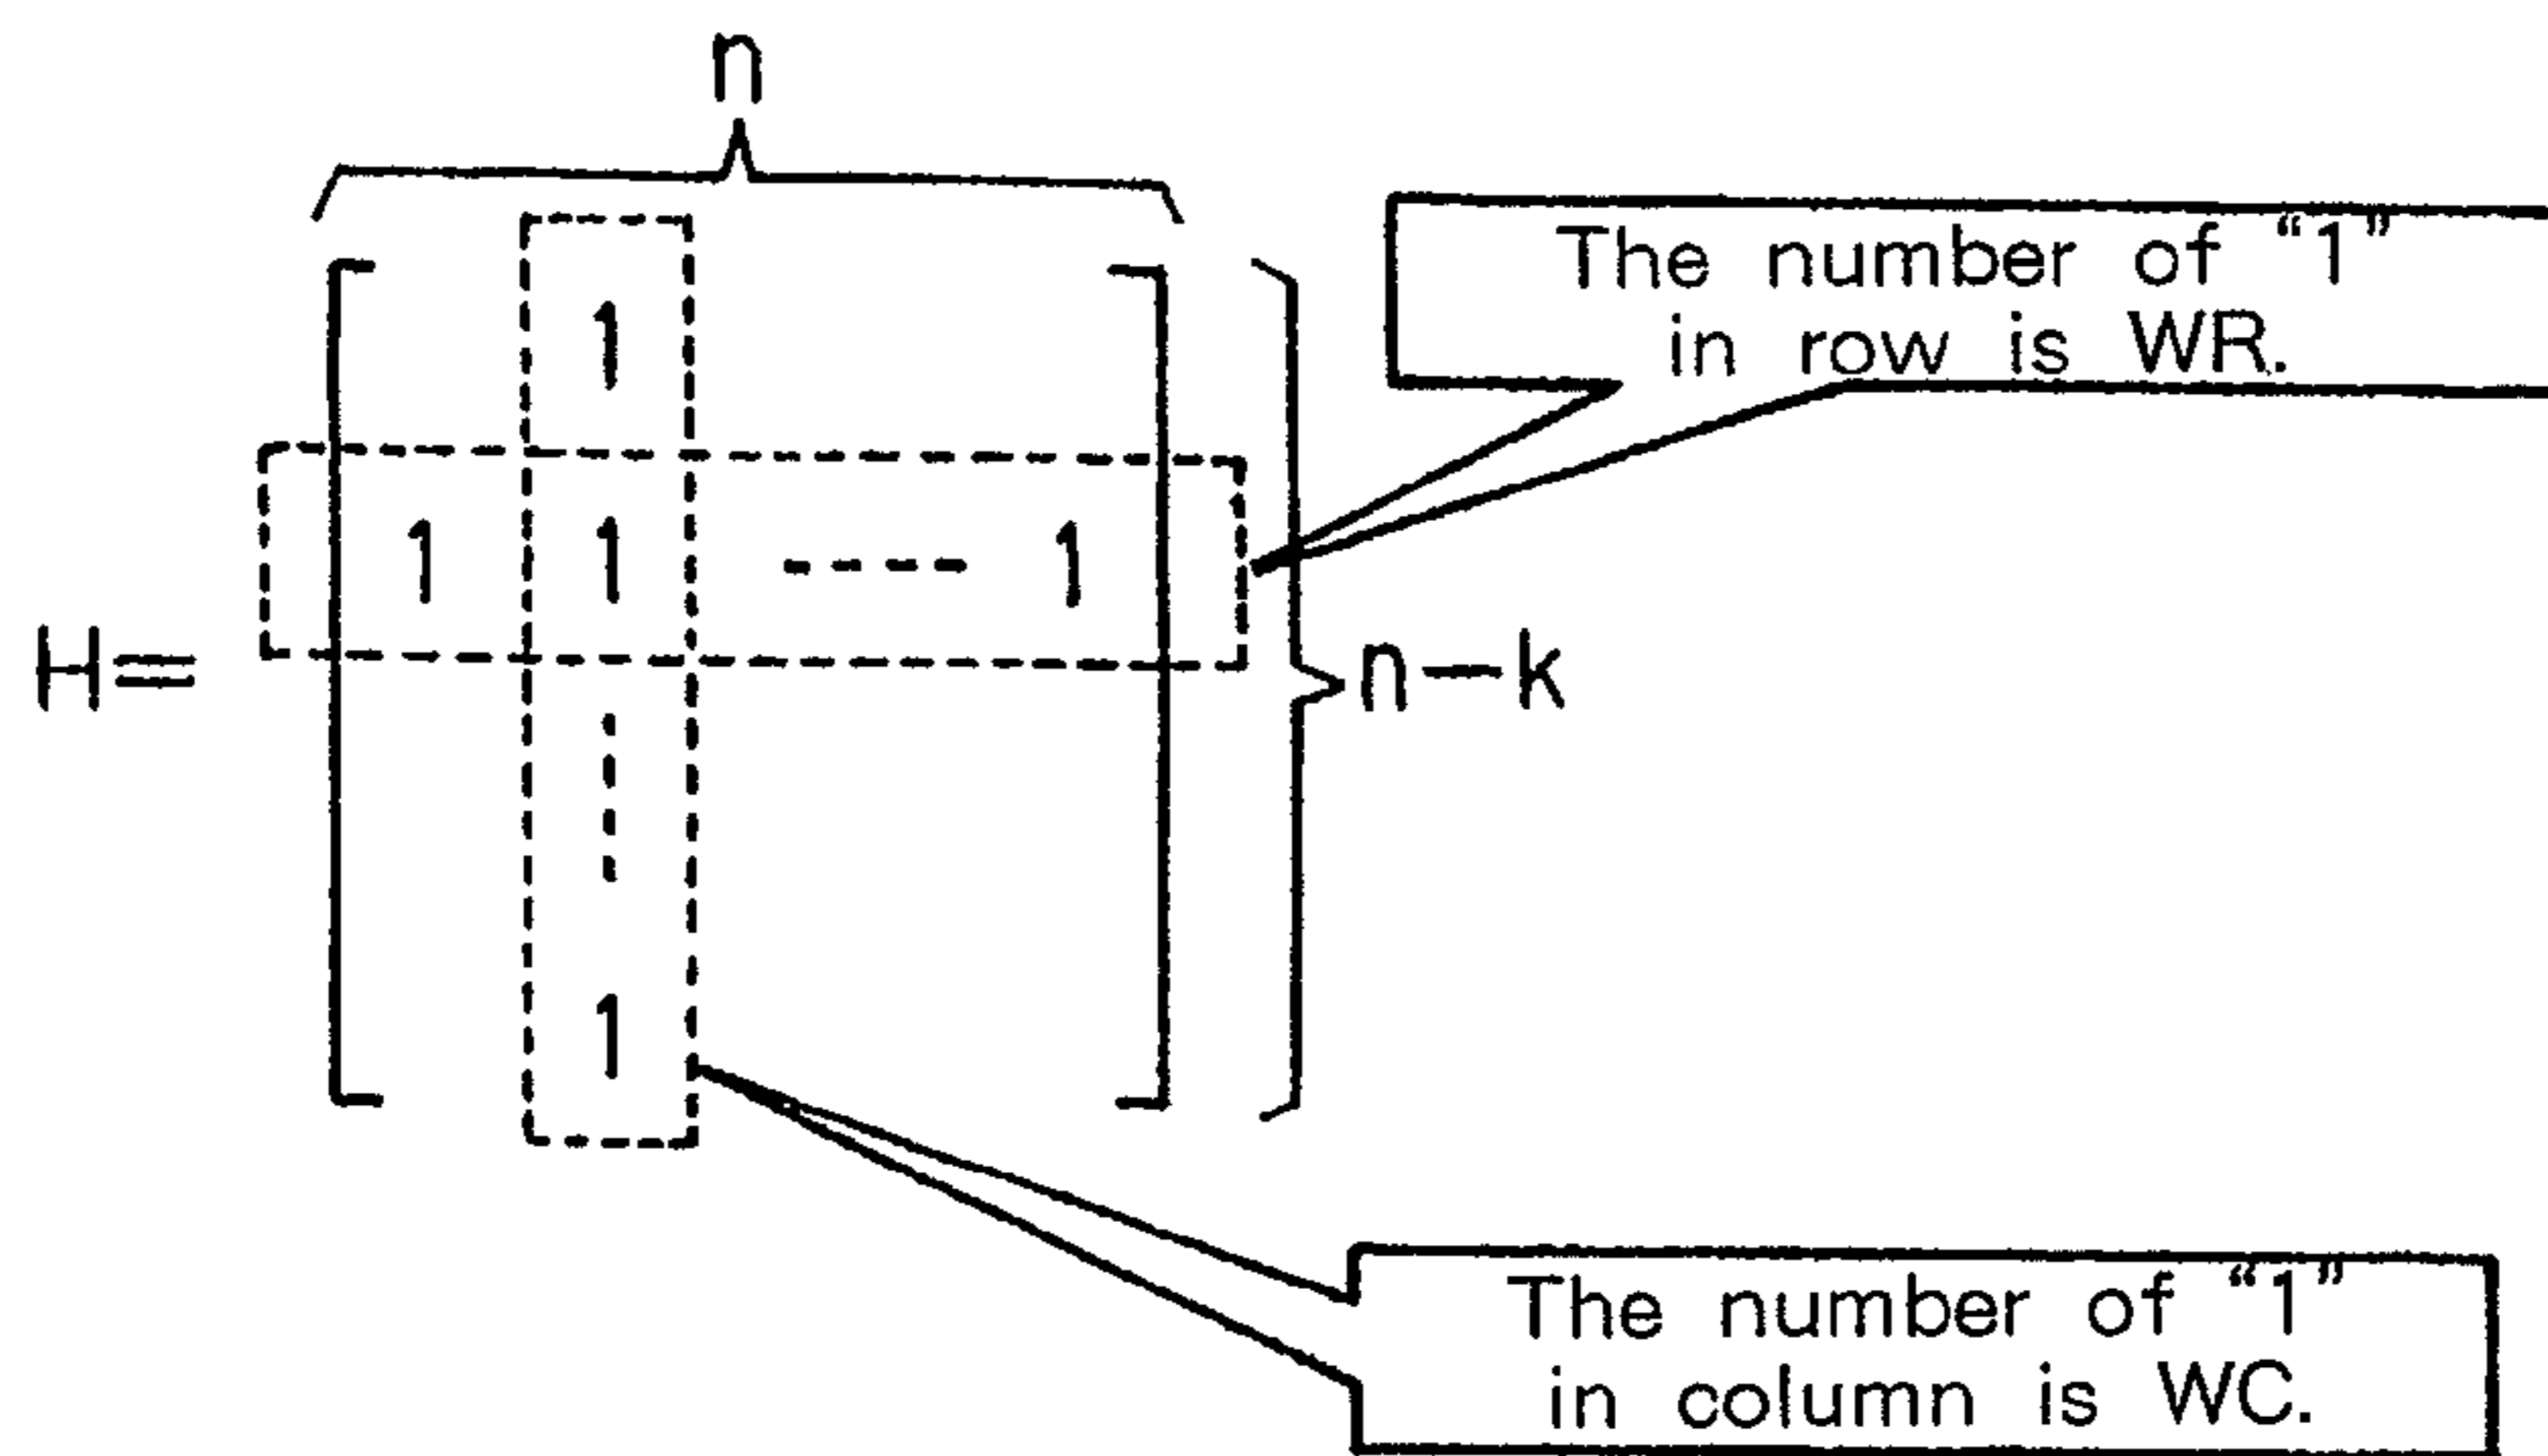 n
The number of “1”
in row is WR.
1
1 1 ---- 1
H=
n－k
1
The number of “1”
in column is WC.